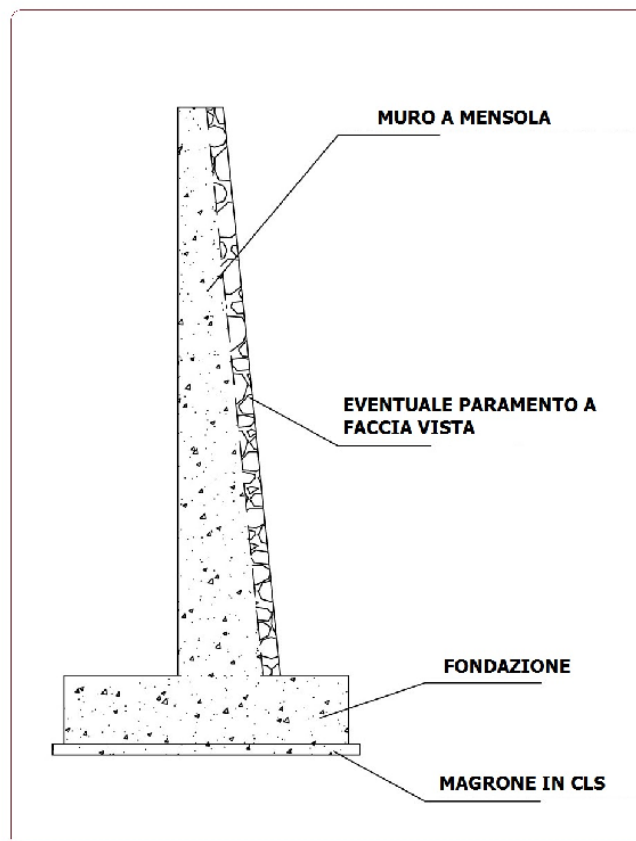 MURO A MENSOLA
EVENTUALE PARAMENTO A
FACCIA VISTA
FONDAZIONE
MAGRONE IN CLS